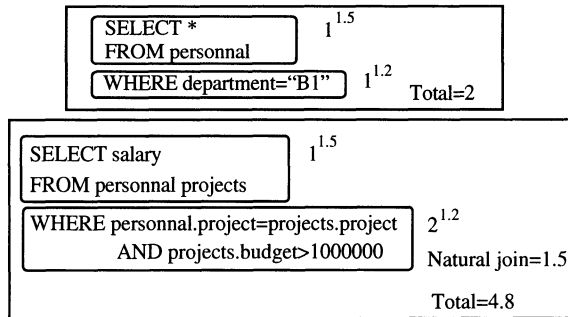 SELECT * 1^1.5
FROM personnal
WHERE department=“B1” 1^1.2
Total=2
SELECT salary 1^1.5
FROM personnal projects
WHERE personnal.project=projects.project 2^1.2
AND projects.budget>1000000
Natural join=1.5
Total=4.8